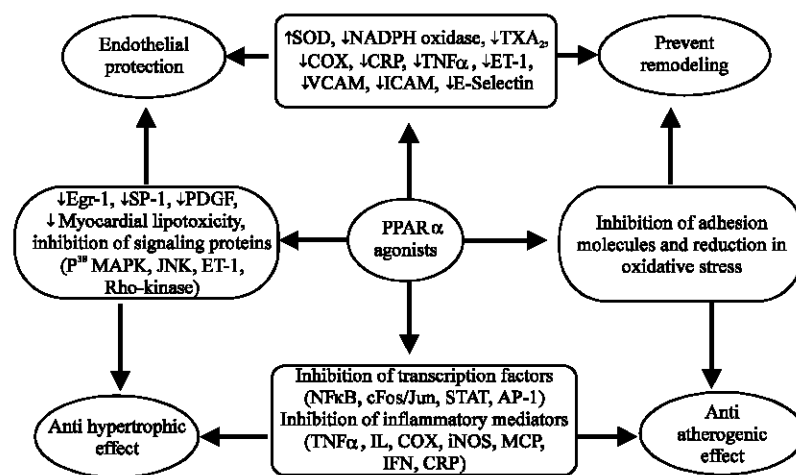 Endothelial
protection
↑SOD, ↓NADPH oxidase, ↓TXA₂,
↓COX, ↓CRP, ↓TNFα, ↓ET-1,
↓VCAM, ↓ICAM, ↓E-Selectin
Prevent
remodeling
↓Egr-1, ↓SP-1, ↓PDGF,
↓Myocardial lipotoxicity,
inhibition of signaling proteins
(P³⁸ MAPK, JNK, ET-1,
Rho-kinase)
PPAR α
agonists
Inhibition of adhesion
molecules and reduction in
oxidative stress
Anti hypertrophic
effect
Inhibition of transcription factors
(NFκB, cFos/Jun, STAT, AP-1)
Inhibition of inflammatory mediators
(TNFα, IL, COX, iNOS, MCP,
IFN, CRP)
Anti
atherogenic
effect